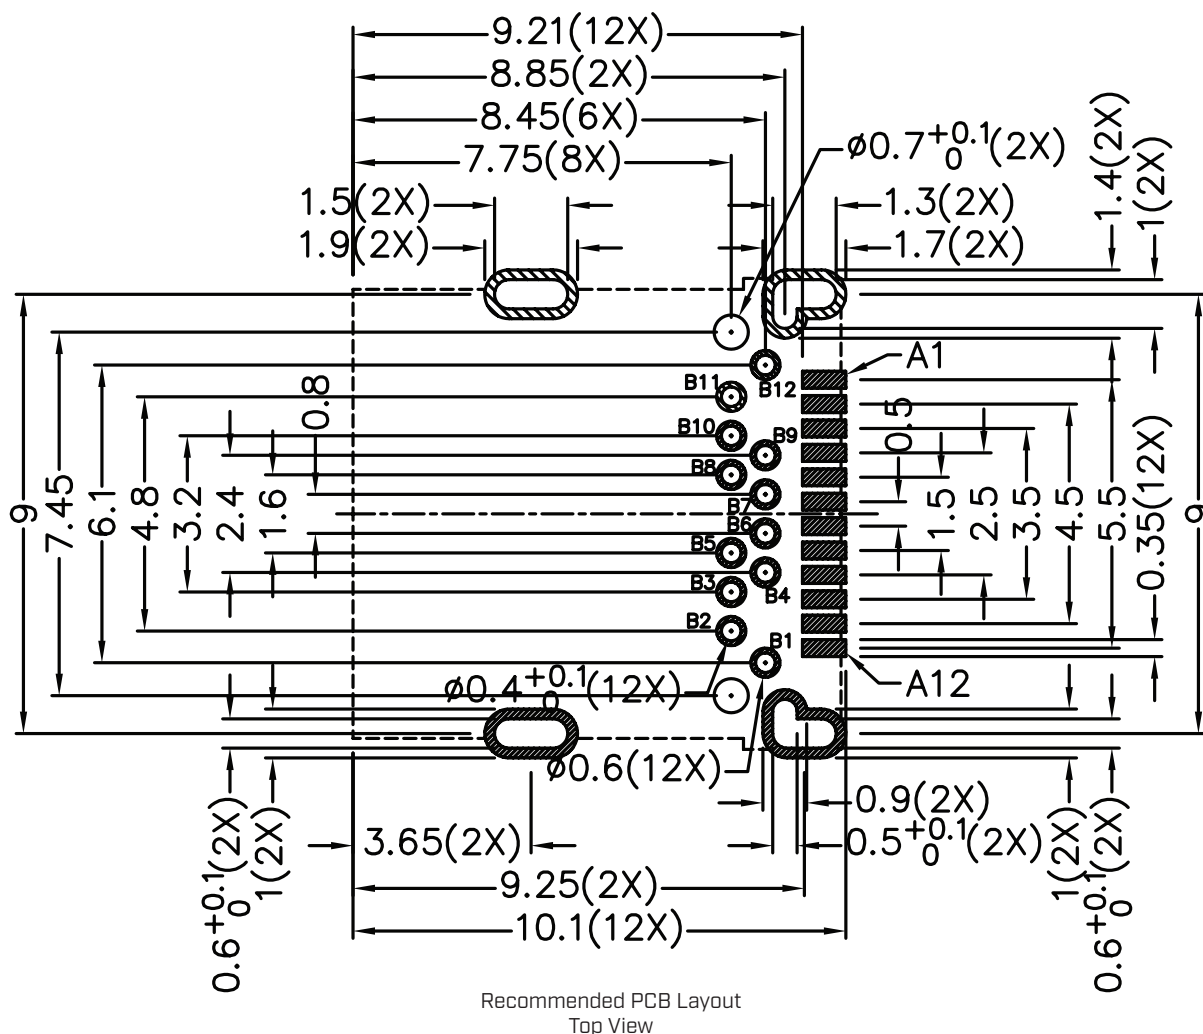 9.21(12X)
8.85(2X)
8.45(6X)
7.75(8X)
ø0.7+0.1 0(2X)
1.4(2X)
1(2X)
1.5(2X)
1.3(2X)
1.9(2X)
1.7(2X)
A1
B11
B12
B10
B9
B8
B7
B6
B5
B4
B3
B2
B1
A12
9
7.45
6.1
4.8
3.2
2.4
1.6
0.8
0.5
1.5
2.5
3.5
4.5
5.5
0.35(12X)
9
ø0.4+0.1 0(12X)
ø0.6(12X)
0.9(2X)
3.65(2X)
0.5+0.1 0(2X)
9.25(2X)
10.1(12X)
0.6+0.1 0(2X)
1(2X)
1(2X)
0.6+0.1 0(2X)
Recommended PCB Layout
Top View